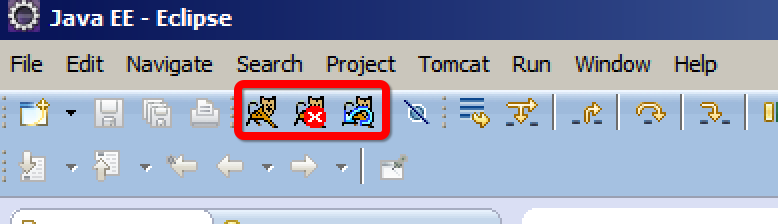 Java EE - Eclipse
File Edit Navigate Search Project Tomcat Run Window Help